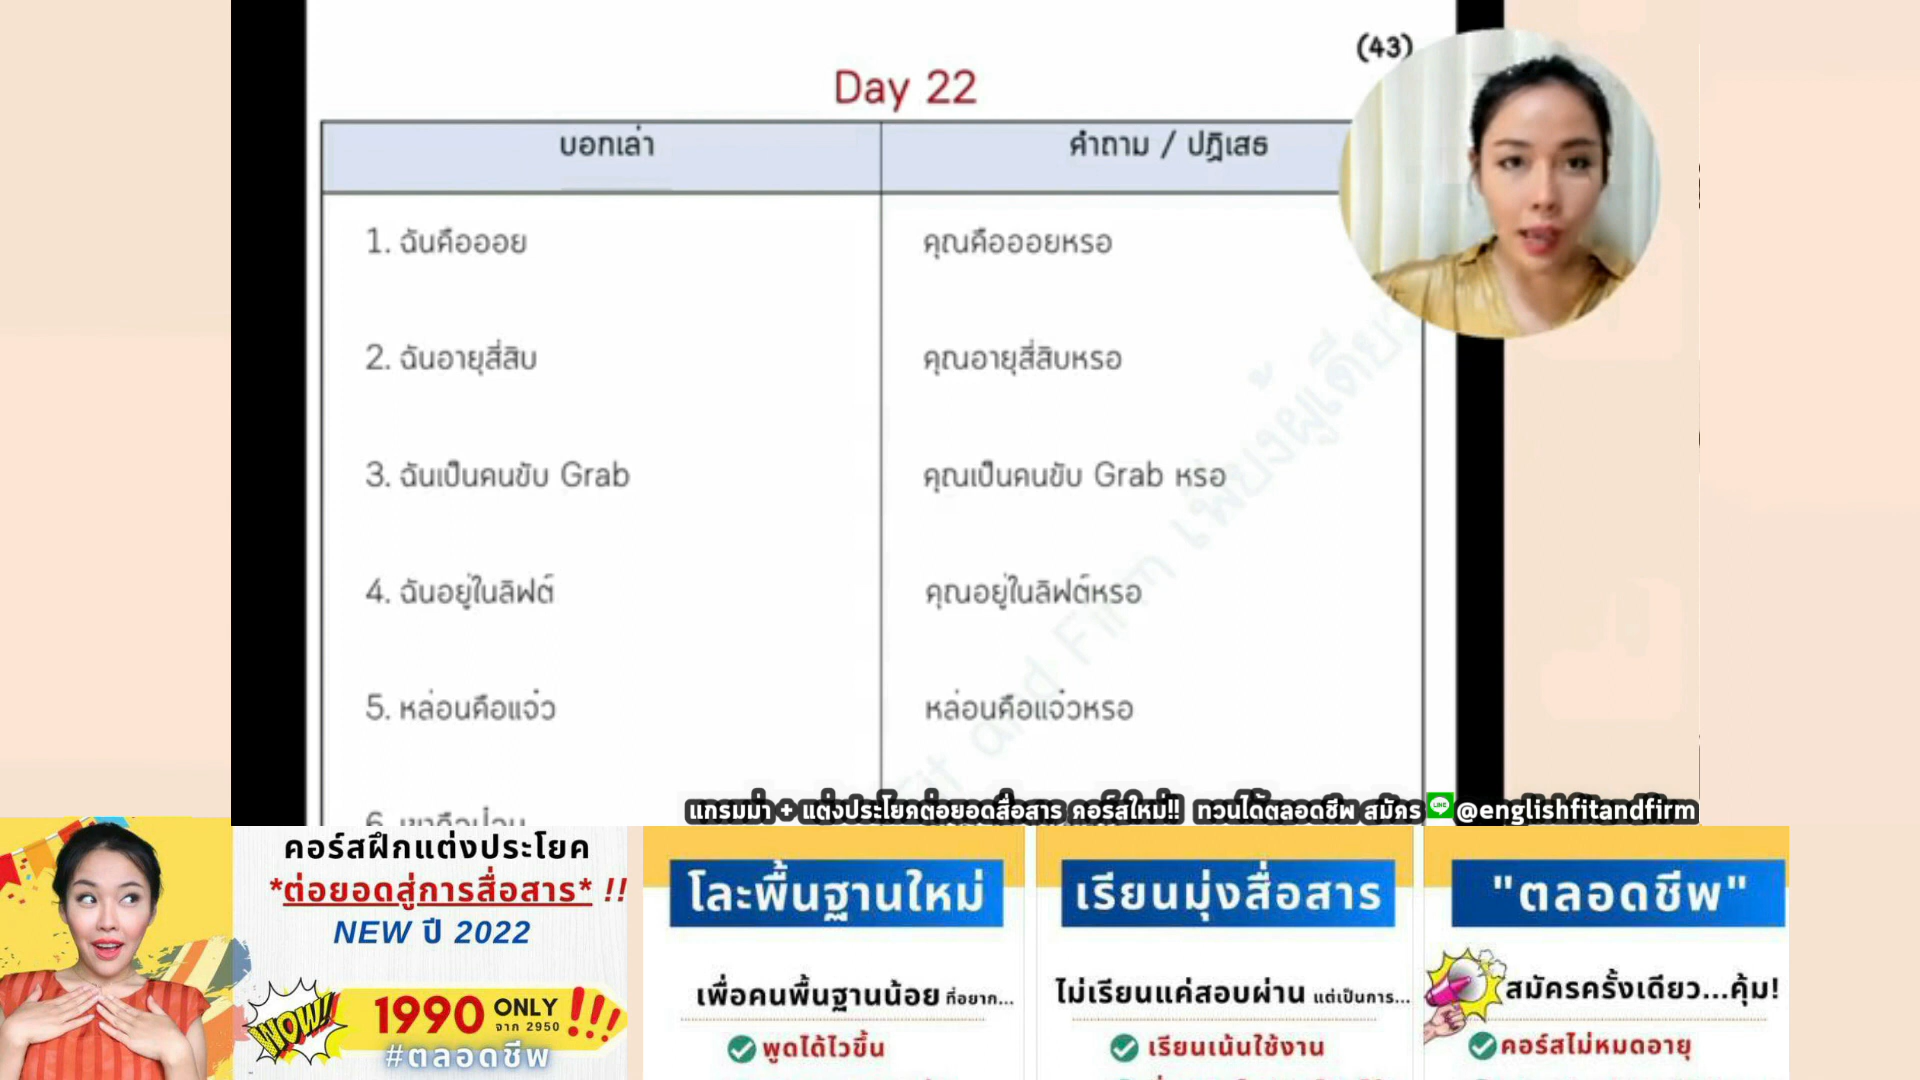 (43)
Day 22
บอกเล่า
คำถาม / ปฏิเสธ
1. ฉันคือออย
คุณคือออยหรอ
2. ฉันอายุสี่สิบ
คุณอายุสี่สิบหรอ
3. ฉันเป็นคนขับ Grab
คุณเป็นคนขับ Grab หรอ
4. ฉันอยู่ในลิฟต์
คุณอยู่ในลิฟต์หรอ
5. หล่อนคือแจ๋ว
หล่อนคือแจ๋วหรอ
Fit and Firm เพียงผู้เดียว
แกรมม่า + แต่งประโยคต่อยอดสื่อสาร คอร์สใหม่!! ทวนได้ตลอดชีพ สมัคร LINE @englishfitandfirm
คอร์สฝึกแต่งประโยค
*ต่อยอดสู่การสื่อสาร* !!
NEW ปี 2022
WOW!!
1990 ONLY !!!
จาก 2950
#ตลอดชีพ
โละพื้นฐานใหม่
เพื่อคนพื้นฐานน้อย ที่อยาก...
พูดได้ไวขึ้น
เรียนมุ่งสื่อสาร
ไม่เรียนแค่สอบผ่าน แต่เป็นการ...
เรียนเน้นใช้งาน
"ตลอดชีพ"
สมัครครั้งเดียว...คุ้ม!
คอร์สไม่หมดอายุ